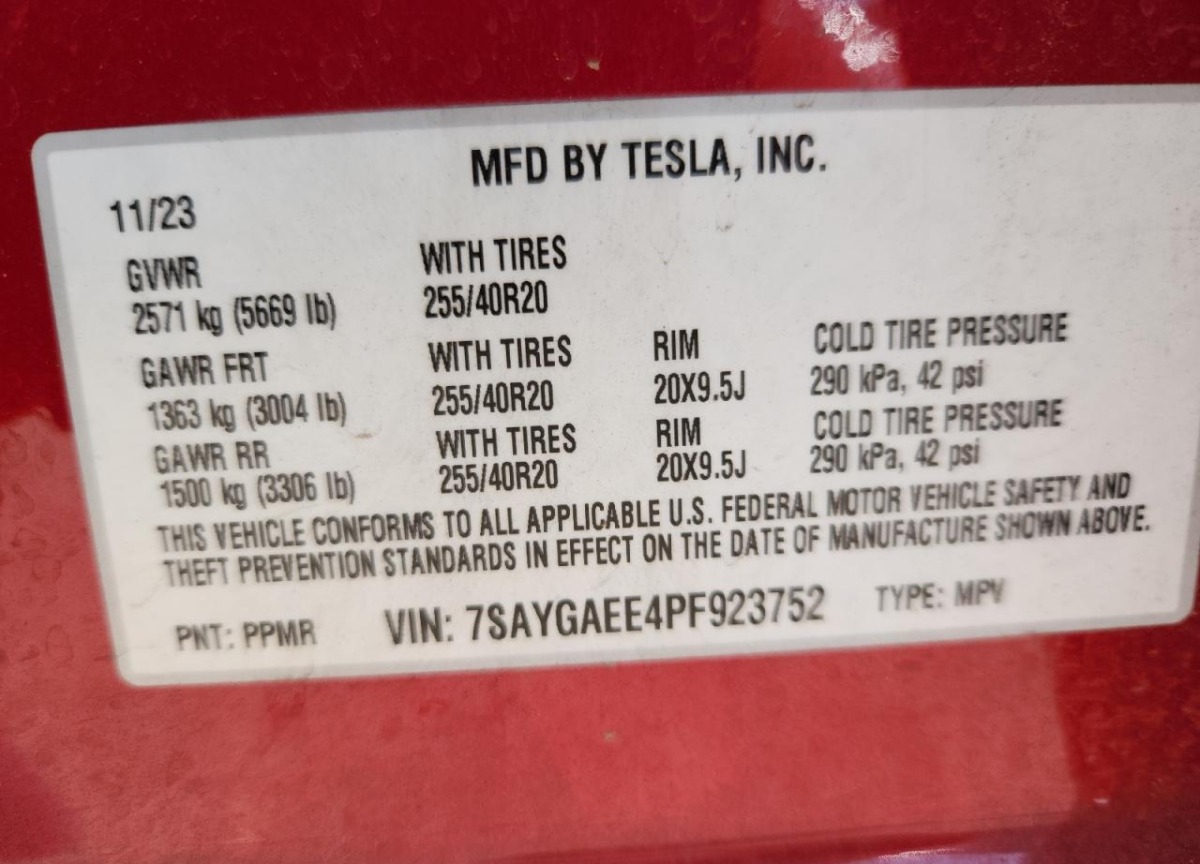 MFD BY TESLA, INC.
11/23
GVWR WITH TIRES
2571 kg (5669 lb) 255/40R20
GAWR FRT WITH TIRES RIM COLD TIRE PRESSURE
1363 kg (3004 lb) 255/40R20 20X9.5J 290 kPa, 42 psi
GAWR RR WITH TIRES RIM COLD TIRE PRESSURE
1500 kg (3306 lb) 255/40R20 20X9.5J 290 kPa, 42 psi
THIS VEHICLE CONFORMS TO ALL APPLICABLE U.S. FEDERAL MOTOR VEHICLE SAFETY AND
THEFT PREVENTION STANDARDS IN EFFECT ON THE DATE OF MANUFACTURE SHOWN ABOVE.
PNT: PPMR VIN: 7SAYGAEE4PF923752 TYPE: MPV